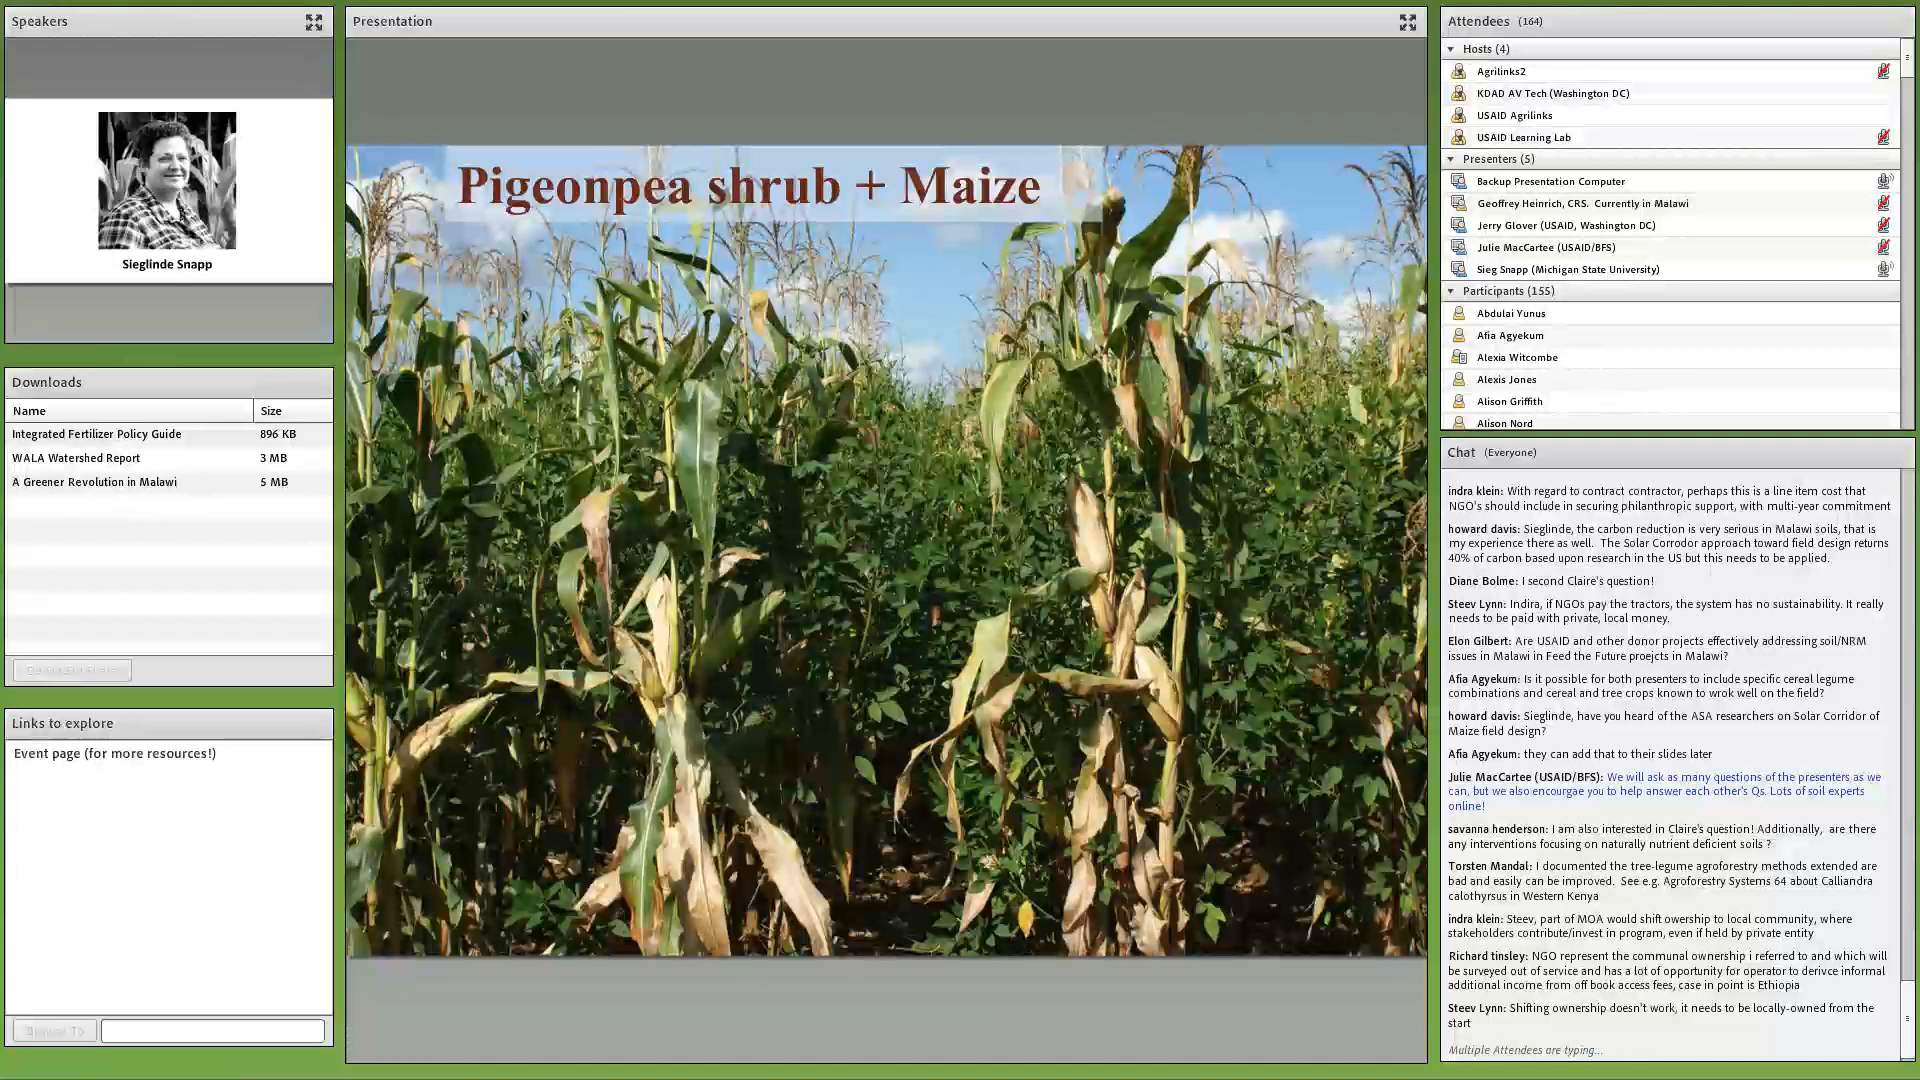 Speakers
Sieglinde Snapp
Downloads
Name Size
Integrated Fertilizer Policy Guide 896 KB
WALA Watershed Report 3 MB
A Greener Revolution in Malawi 5 MB
Links to explore
Event page (for more resources!)
Presentation
Pigeonpea shrub + Maize
Attendees (164)
Hosts (4)
Agrilinks2
KDAD AV Tech (Washington DC)
USAID Agrilinks
USAID Learning Lab
Presenters (5)
Backup Presentation Computer
Geoffrey Heinrich, CRS. Currently in Malawi
Jerry Glover (USAID, Washington DC)
Julie MacCartee (USAID/BFS)
Sieg Snapp (Michigan State University)
Participants (155)
Abdulai Yunus
Afia Agyekum
Alexia Witcombe
Alexis Jones
Alison Griffith
Alison Nord
Chat (Everyone)
indra klein: With regard to contract contractor, perhaps this is a line item cost that
NGO's should include in securing philanthropic support, with multi-year commitment
howard davis: Sieglinde, the carbon reduction is very serious in Malawi soils, that is
my experience there as well. The Solar Corrodor approach toward field design returns
40% of carbon based upon research in the US but this needs to be applied.
Diane Bolme: I second Claire's question!
Steev Lynn: Indira, if NGOs pay the tractors, the system has no sustainability. It really
needs to be paid with private, local money.
Elon Gilbert: Are USAID and other donor projects effectively addressing soil/NRM
issues in Malawi in Feed the Future proejcts in Malawi?
Afia Agyekum: Is it possible for both presenters to include specific cereal legume
combinations and cereal and tree crops known to wrok well on the field?
howard davis: Sieglinde, have you heard of the ASA researchers on Solar Corridor of
Maize field design?
Afia Agyekum: they can add that to their slides later
Julie MacCartee (USAID/BFS): We will ask as many questions of the presenters as we
can, but we also encourgae you to help answer each other's Qs. Lots of soil experts
online!
savanna henderson: I am also interested in Claire's question! Additionally, are there
any interventions focusing on naturally nutrient deficient soils ?
Torsten Mandal: I documented the tree-legume agroforestry methods extended are
bad and easily can be improved. See e.g. Agroforestry Systems 64 about Calliandra
calothyrsus in Western Kenya
indra klein: Steev, part of MOA would shift owership to local community, where
stakeholders contribute/invest in program, even if held by private entity
Richard tinsley: NGO represent the communal ownership i referred to and which will
be surveyed out of service and has a lot of opportunity for operator to derivce informal
additional income from off book access fees, case in point is Ethiopia
Steev Lynn: Shifting ownership doesn't work, it needs to be locally-owned from the
start
Multiple Attendees are typing...